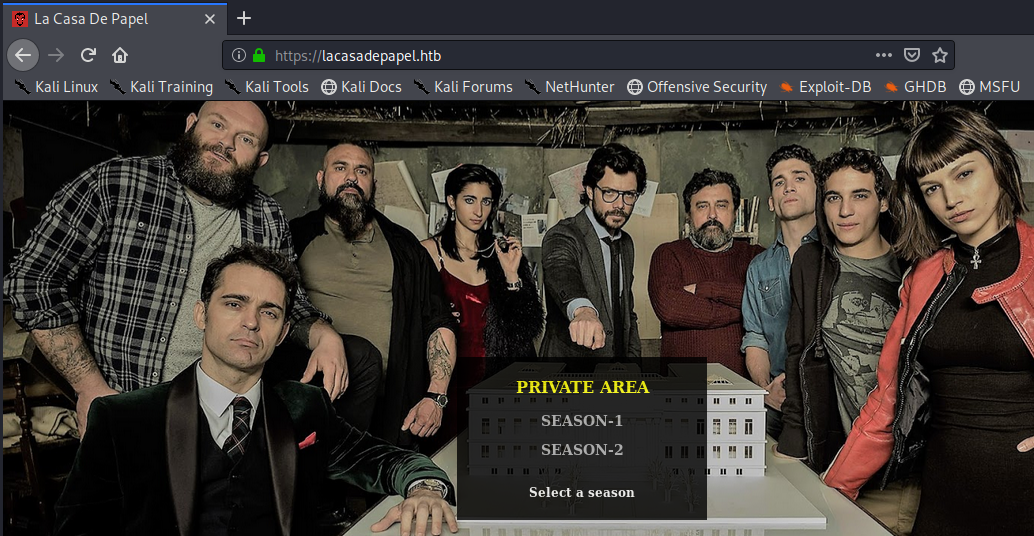 La Casa De Papel
https://lacasadepapel.htb
Kali Linux Kali Training Kali Tools Kali Docs Kali Forums NetHunter Offensive Security Exploit-DB GHDB MSFU
PRIVATE AREA
SEASON-1
SEASON-2
Select a season